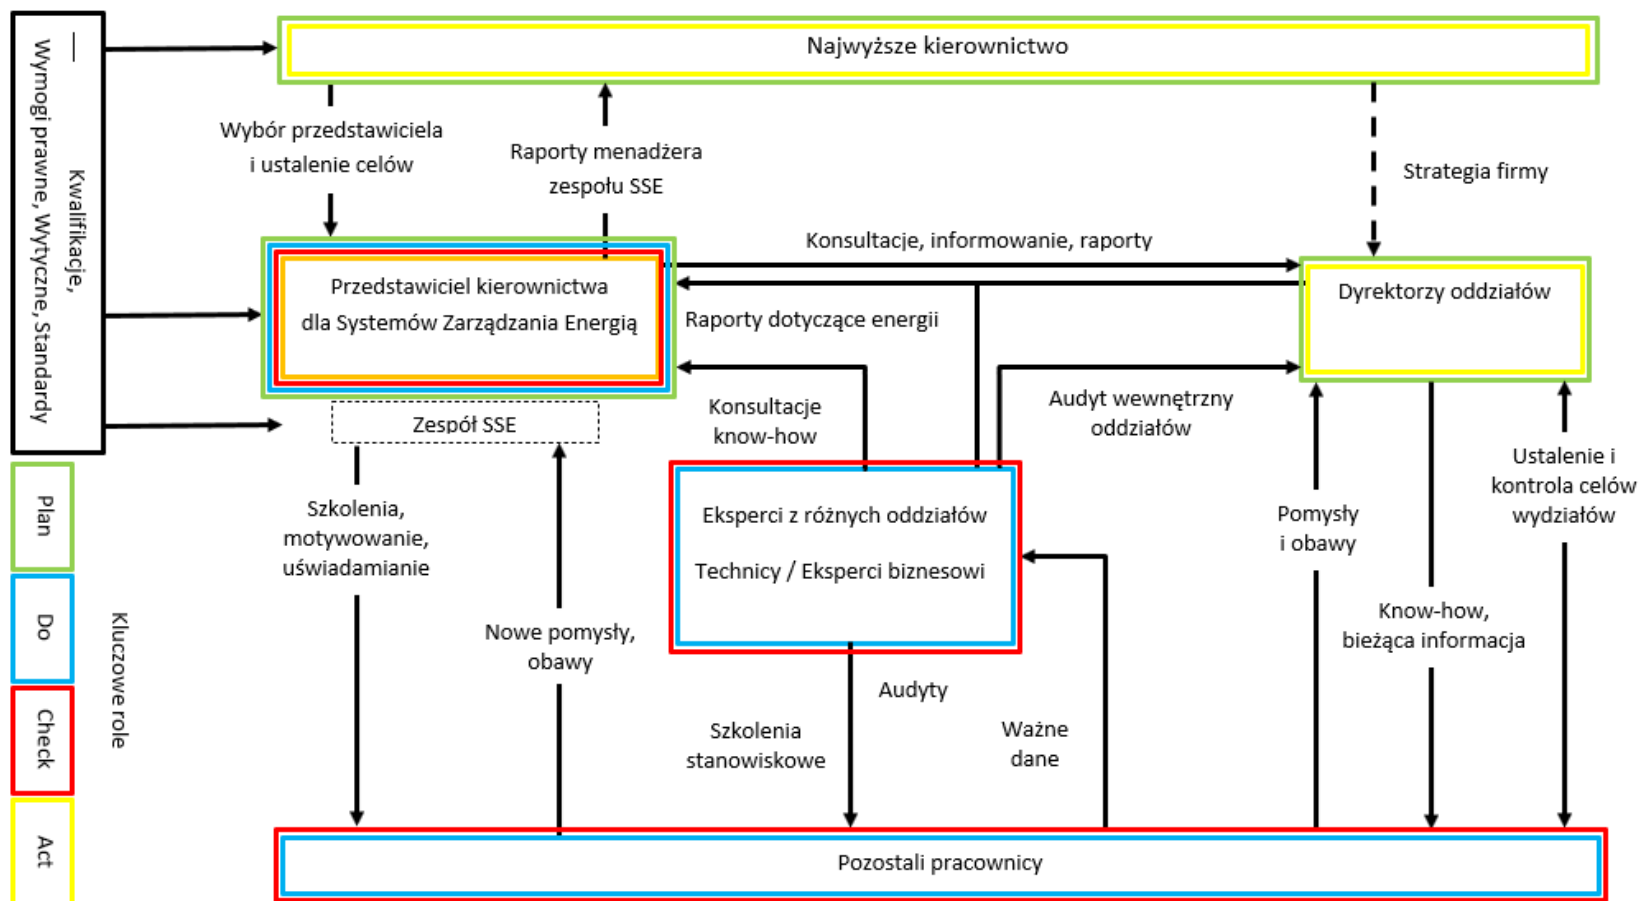 Kwalifikacje,
Wymogi prawne, Wytyczne, Standardy
Najwyższe kierownictwo
Wybór przedstawiciela
i ustalenie celów
Raporty menadżera
zespołu SSE
Strategia firmy
Konsultacje, informowanie, raporty
Przedstawiciel kierownictwa
dla Systemów Zarządzania Energią
Dyrektorzy oddziałów
Raporty dotyczące energii
Zespół SSE
Konsultacje
know-how
Audyt wewnętrzny
oddziałów
Szkolenia,
motywowanie,
uświadamianie
Eksperci z różnych oddziałów
Technicy / Eksperci biznesowi
Pomysły
i obawy
Ustalenie i
kontrola celów
wydziałów
Nowe pomysły,
obawy
Know-how,
bieżąca informacja
Audyty
Szkolenia
stanowiskowe
Ważne
dane
Pozostali pracownicy
Plan
Do
Check
Act
Kluczowe role